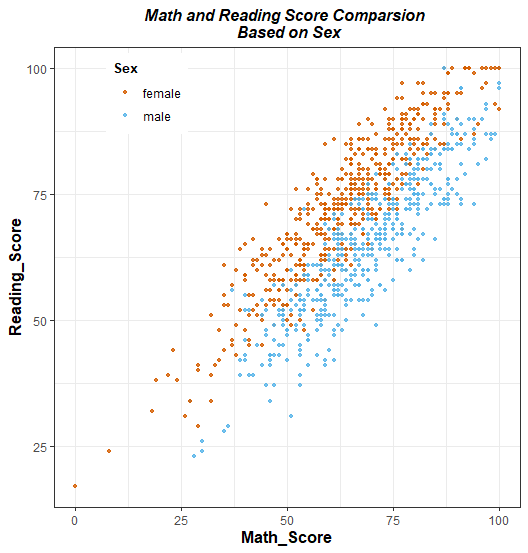 Math and Reading Score Comparsion
Based on Sex
Sex
female
male
Reading_Score
100
75
50
25
0
25
50
75
100
Math_Score